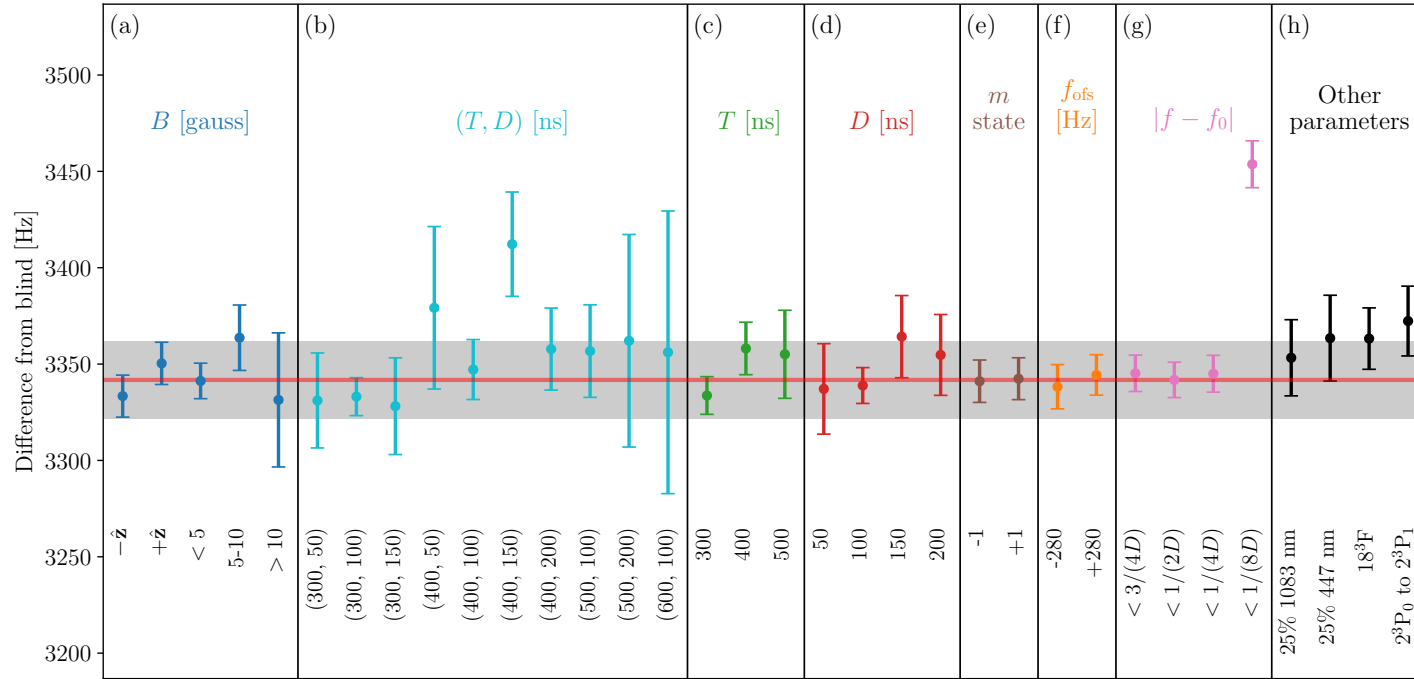 (a)
(b)
(c)
(d)
(e)
(f)
(g)
(h)
B [gauss]
(T, D) [ns]
T [ns]
D [ns]
m
state
f_ofs
[Hz]
|f − f₀|
Other
parameters
Difference from blind [Hz]
3500
3450
3400
3350
3300
3250
3200
−ẑ
+ẑ
< 5
5-10
> 10
(300, 50)
(300, 100)
(300, 150)
(400, 50)
(400, 100)
(400, 150)
(400, 200)
(500, 100)
(500, 200)
(600, 100)
300
400
500
50
100
150
200
-1
+1
-280
+280
< 3/(4D)
< 1/(2D)
< 1/(4D)
< 1/(8D)
25% 1083 nm
25% 447 nm
18³F
2³P₀ to 2³P₁